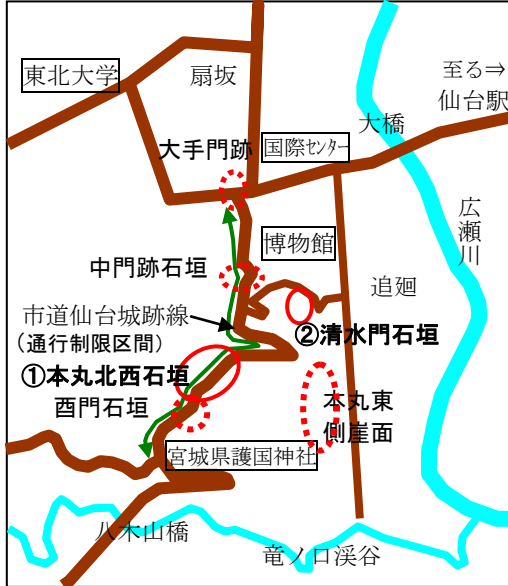 東北大学
扇坂
至る⇒
仙台駅
大橋
大手門跡
国際センター
広瀬川
博物館
中門跡石垣
追廻
市道仙台城跡線
(通行制限区間)
②清水門石垣
①本丸北西石垣
酉門石垣
本丸東
側崖面
宮城県護国神社
八木山橋
竜ノ口渓谷